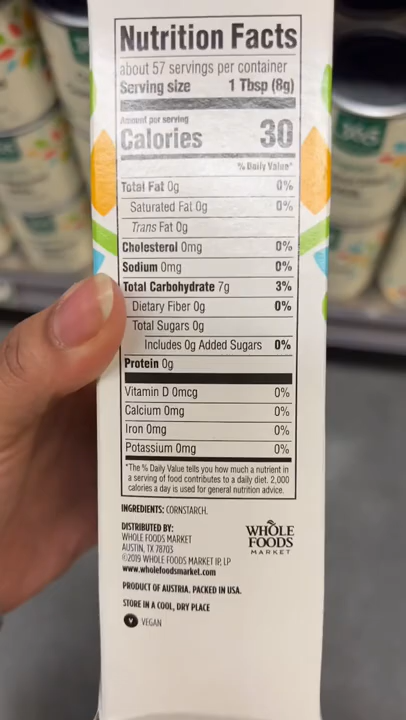 Nutrition Facts
about 57 servings per container
Serving size 1 Tbsp (8g)
Amount per serving
Calories 30
% Daily Value*
Total Fat 0g 0%
Saturated Fat 0g 0%
Trans Fat 0g
Cholesterol 0mg 0%
Sodium 0mg 0%
Total Carbohydrate 7g 3%
Dietary Fiber 0g 0%
Total Sugars 0g
Includes 0g Added Sugars 0%
Protein 0g
Vitamin D 0mcg 0%
Calcium 0mg 0%
Iron 0mg 0%
Potassium 0mg 0%
*The % Daily Value tells you how much a nutrient in
a serving of food contributes to a daily diet. 2,000
calories a day is used for general nutrition advice.
INGREDIENTS: CORNSTARCH.
DISTRIBUTED BY:
WHOLE FOODS MARKET
AUSTIN, TX 78703
©2019 WHOLE FOODS MARKET IP, LP
www.wholefoodsmarket.com
WHOLE
FOODS
MARKET
PRODUCT OF AUSTRIA. PACKED IN USA.
STORE IN A COOL, DRY PLACE
V VEGAN
365